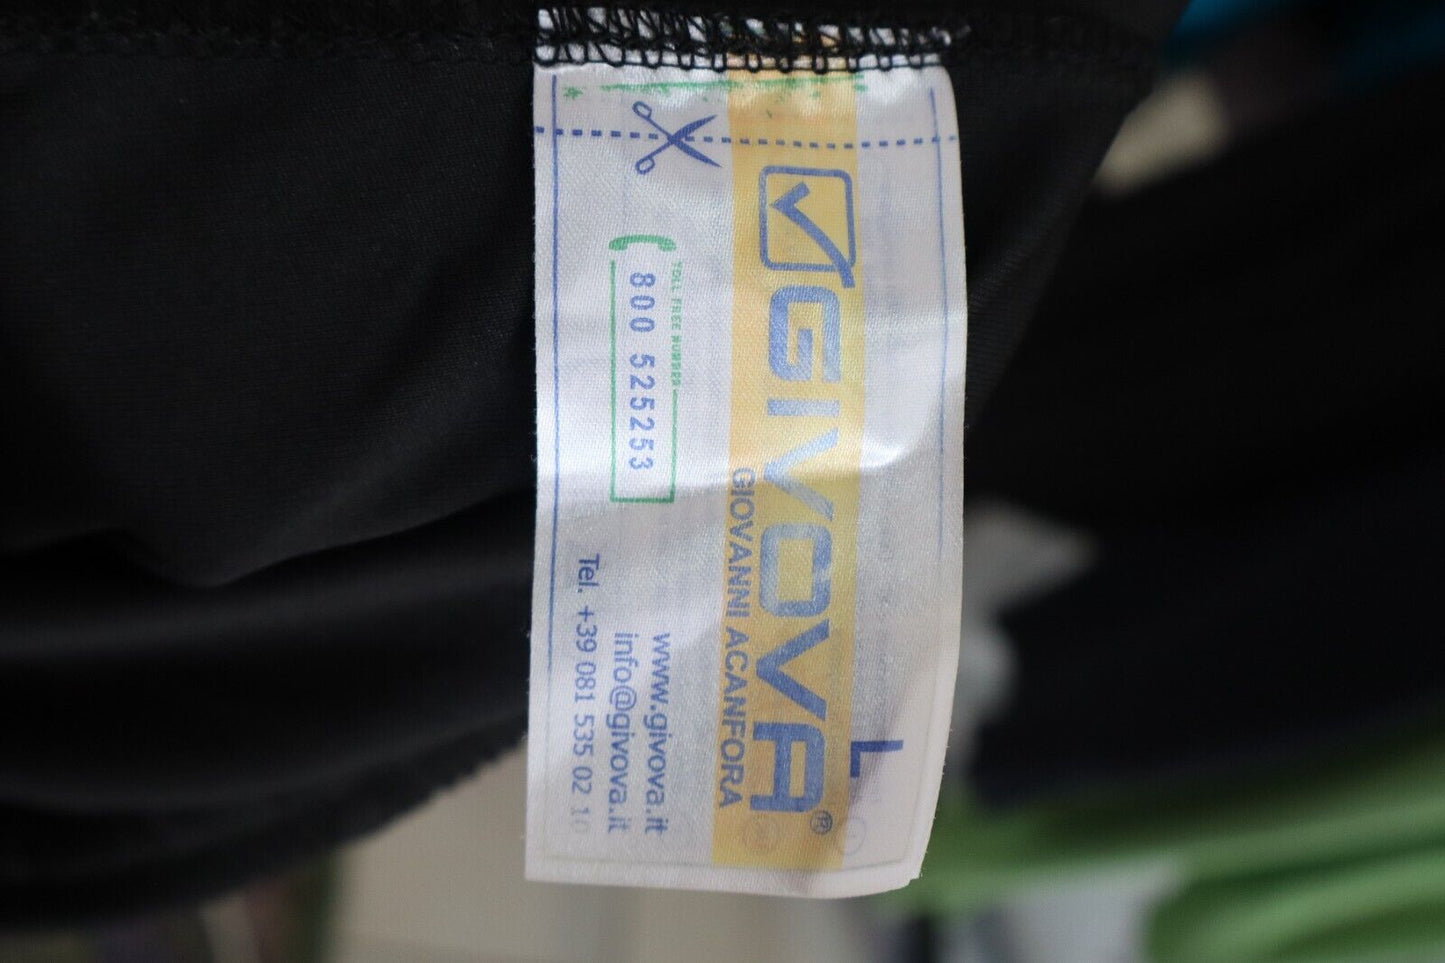 L
GIVOVA®
GIOVANNI ACANFORA
TOLL FREE NUMBER
800 525253
www.givova.it
info@givova.it
Tel. +39 081 535 02 10